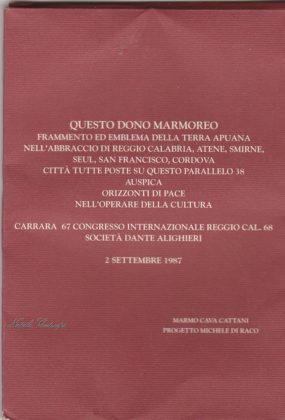 QUESTO DONO MARMOREO
FRAMMENTO ED EMBLEMA DELLA TERRA APUANA
NELL'ABBRACCIO DI REGGIO CALABRIA, ATENE, SMIRNE,
SEUL, SAN FRANCISCO, CORDOVA
CITTÀ TUTTE POSTE SU QUESTO PARALLELO 38
AUSPICA
ORIZZONTI DI PACE
NELL'OPERARE DELLA CULTURA
CARRARA 67 CONGRESSO INTERNAZIONALE REGGIO CAL. 68
SOCIETÀ DANTE ALIGHIERI
2 SETTEMBRE 1987
MARMO CAVA CATTANI
PROGETTO MICHELE DI RACO